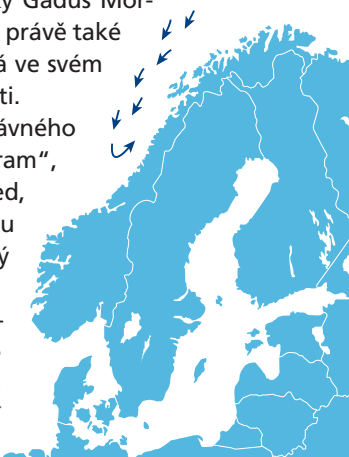 ky Gadus Mor-
právě také
á ve svém
ti.
ávného
ram“,
ed,
u
ý
-